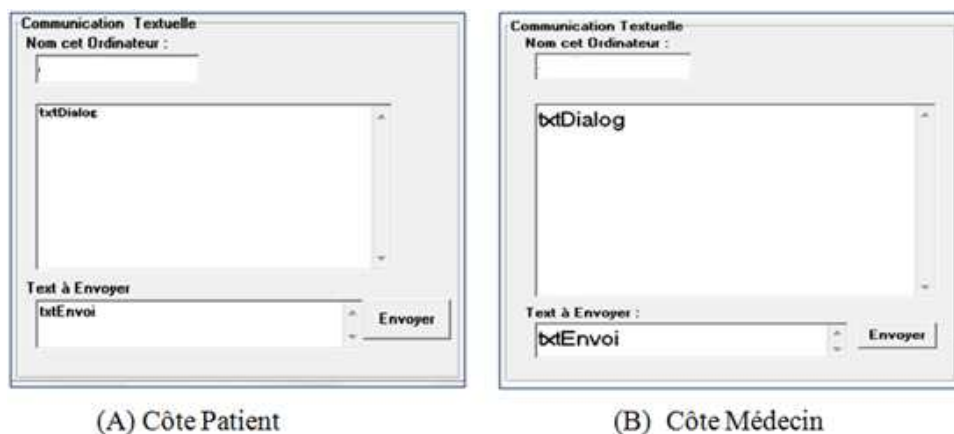 Communication Textuelle
Nom cet Ordinateur :
txtDialog
Text à Envoyer
txtEnvoi
Envoyer
(A) Côte Patient
Communication Textuelle
Nom cet Ordinateur :
txtDialog
Text à Envoyer :
txtEnvoi
Envoyer
(B) Côte Médecin